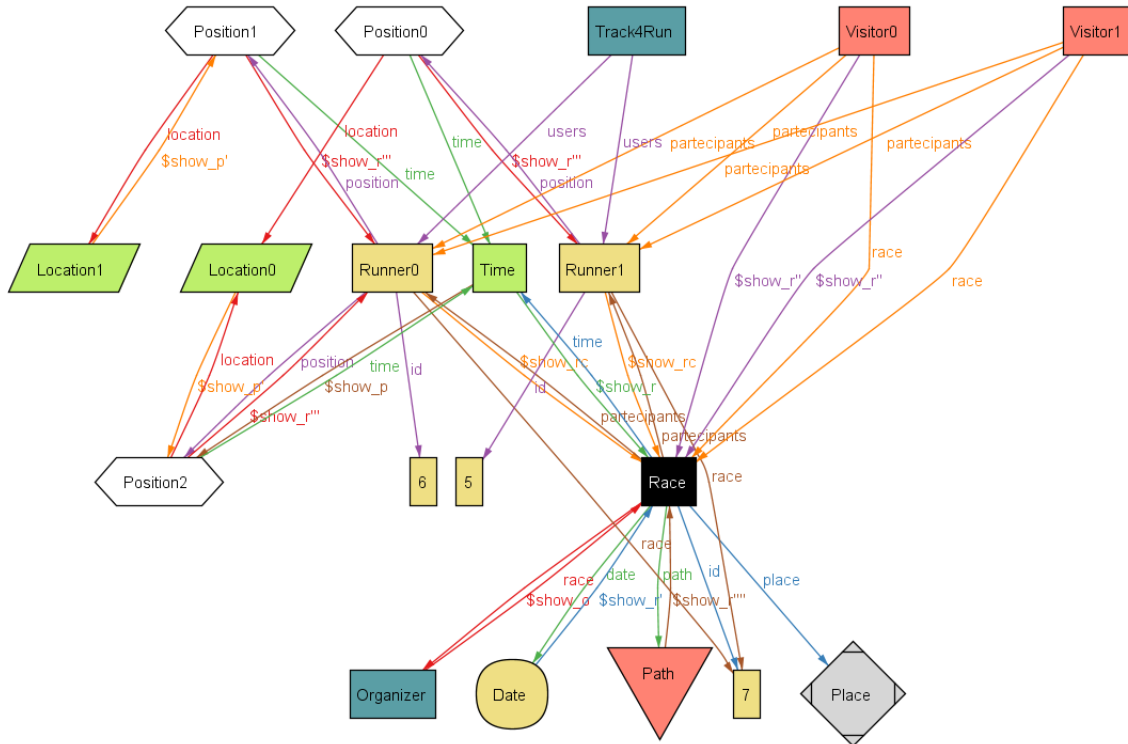 Position1
Position0
Track4Run
Visitor0
Visitor1
location
$show_p'
location
$show_r'''
position
time
time
$show_r'''
position
users
users
partecipants
partecipants
partecipants
partecipants
Location1
Location0
Runner0
Time
Runner1
$show_r''
$show_r''
race
race
location
$show_p
position
$show_r'''
time
$show_p
id
$show_rc
id
time
$show_r
$show_rc
partecipants
partecipants
race
Position2
6
5
Race
race
race
$show_o
date
$show_r'
path
$show_r''''
id
place
Organizer
Date
Path
7
Place